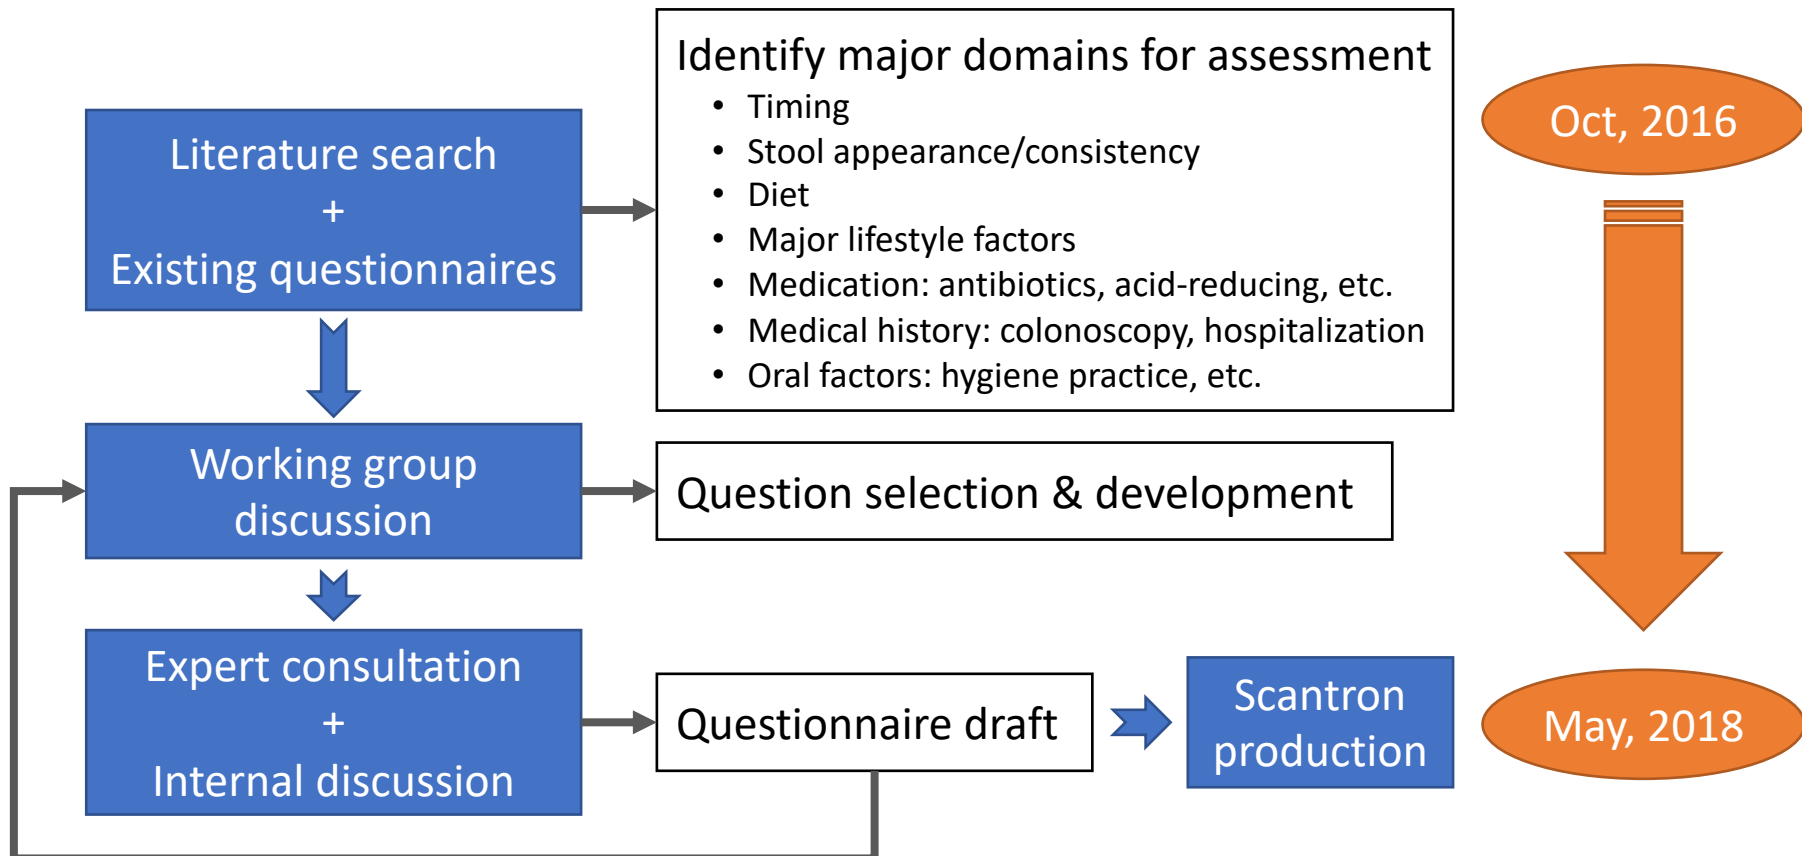 Literature search
+
Existing questionnaires
Identify major domains for assessment
• Timing
• Stool appearance/consistency
• Diet
• Major lifestyle factors
• Medication: antibiotics, acid-reducing, etc.
• Medical history: colonoscopy, hospitalization
• Oral factors: hygiene practice, etc.
Oct, 2016
Working group
discussion
Question selection & development
Expert consultation
+
Internal discussion
Questionnaire draft
Scantron
production
May, 2018